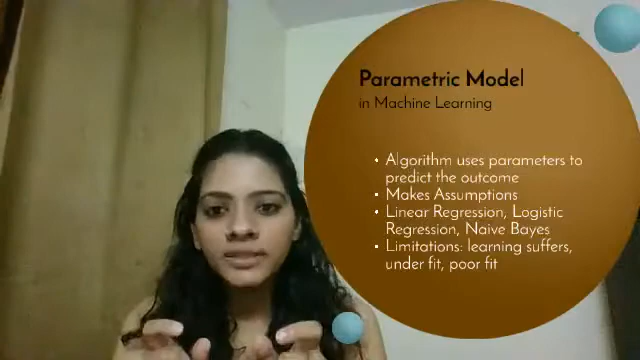 Parametric Model
in Machine Learning
• Algorithm uses parameters to
predict the outcome
• Makes Assumptions
• Linear Regression, Logistic
Regression, Naive Bayes
• Limitations: learning suffers,
under fit, poor fit